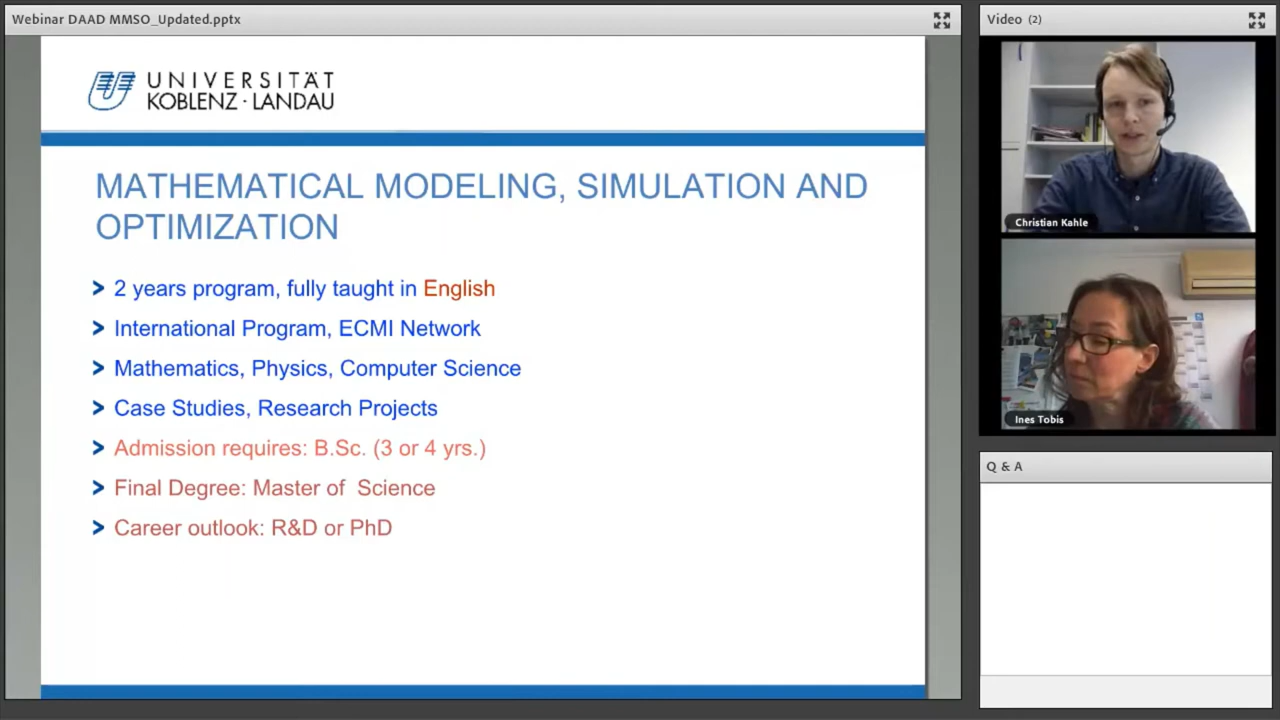 Webinar DAAD MMSO_Updated.pptx
UNIVERSITÄT
KOBLENZ · LANDAU
MATHEMATICAL MODELING, SIMULATION AND
OPTIMIZATION
> 2 years program, fully taught in English
> International Program, ECMI Network
> Mathematics, Physics, Computer Science
> Case Studies, Research Projects
> Admission requires: B.Sc. (3 or 4 yrs.)
> Final Degree: Master of  Science
> Career outlook: R&D or PhD
Video (2)
Christian Kahle
Ines Tobis
Q & A